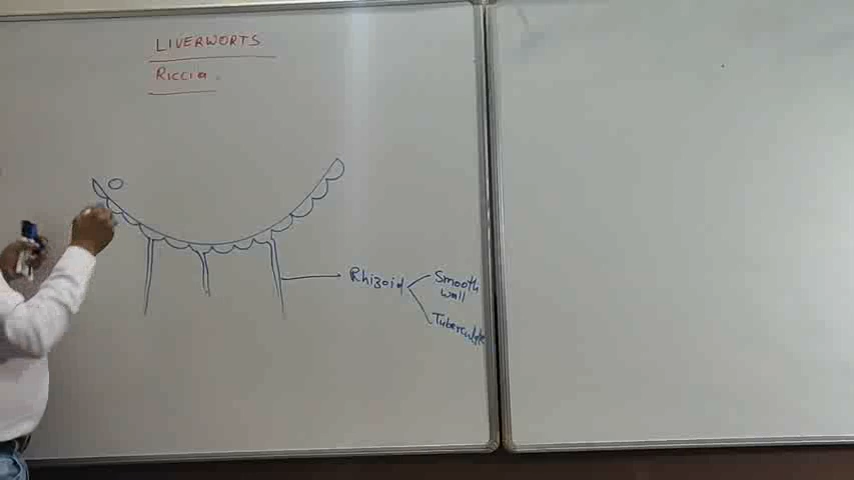 LIVERWORTS
RICCIA.
Rhizoid
Smooth
wall
Tuberculate